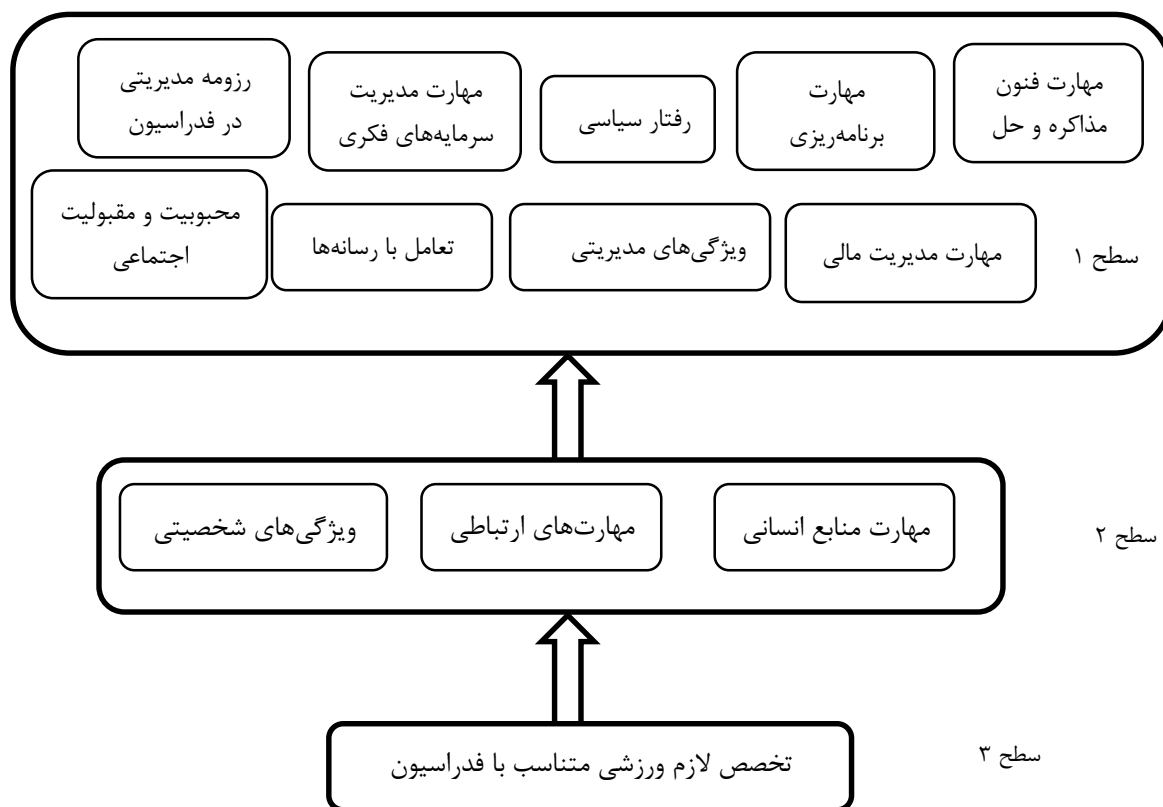 مهارت فنون
مذاکره و حل
مهارت
برنامه‌ریزی
رفتار سیاسی
مهارت مدیریت
سرمایه‌های فکری
رزومه مدیریتی
در فدراسیون
سطح ۱
مهارت مدیریت مالی
ویژگی‌های مدیریتی
تعامل با رسانه‌ها
محبوبیت و مقبولیت
اجتماعی
سطح ۲
مهارت منابع انسانی
مهارت‌های ارتباطی
ویژگی‌های شخصیتی
سطح ۳
تخصص لازم ورزشی متناسب با فدراسیون